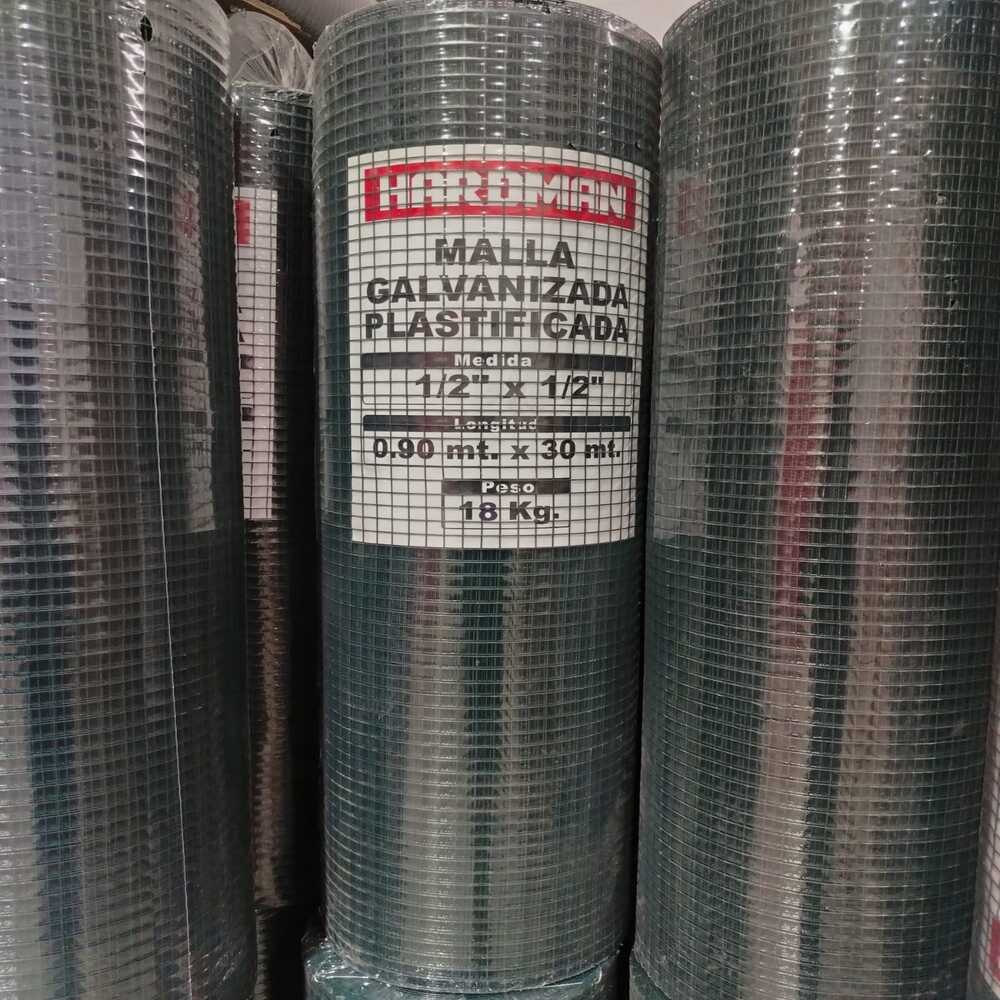 HARDMAN
MALLA
GALVANIZADA
PLASTIFICADA
Medida
1/2" x 1/2"
Longitud
0.90 mt. x 30 mt.
Peso
18 Kg.